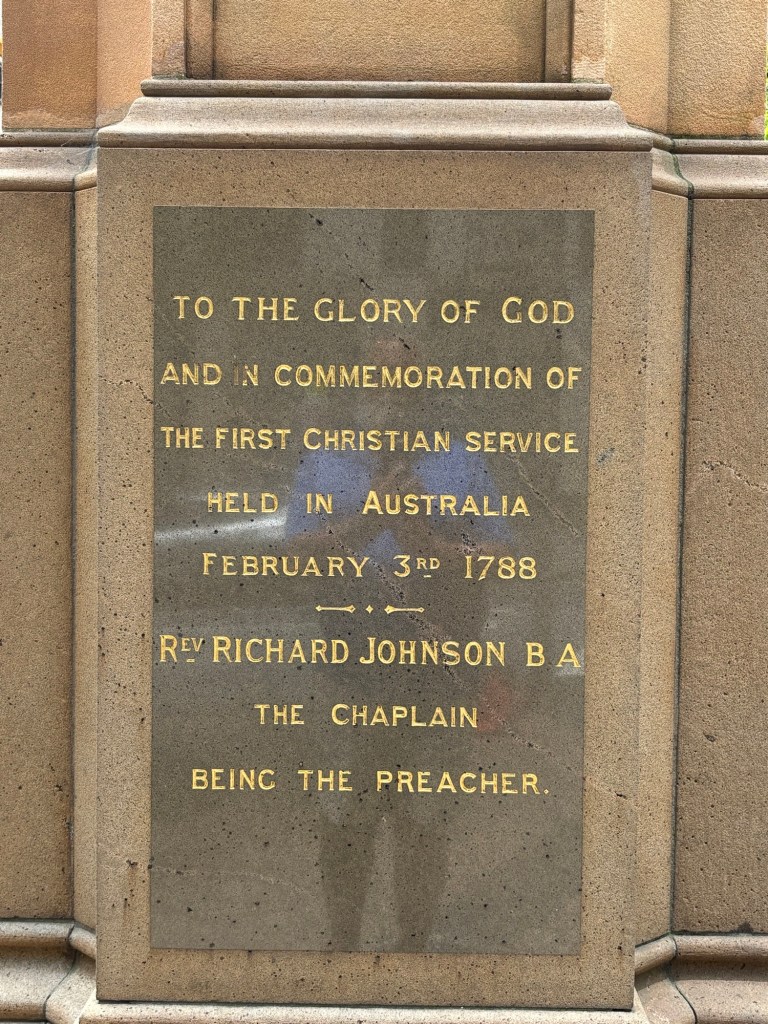 TO THE GLORY OF GOD
AND IN COMMEMORATION OF
THE FIRST CHRISTIAN SERVICE
HELD IN AUSTRALIA
FEBRUARY 3RD 1788
REV RICHARD JOHNSON B A
THE CHAPLAIN
BEING THE PREACHER.